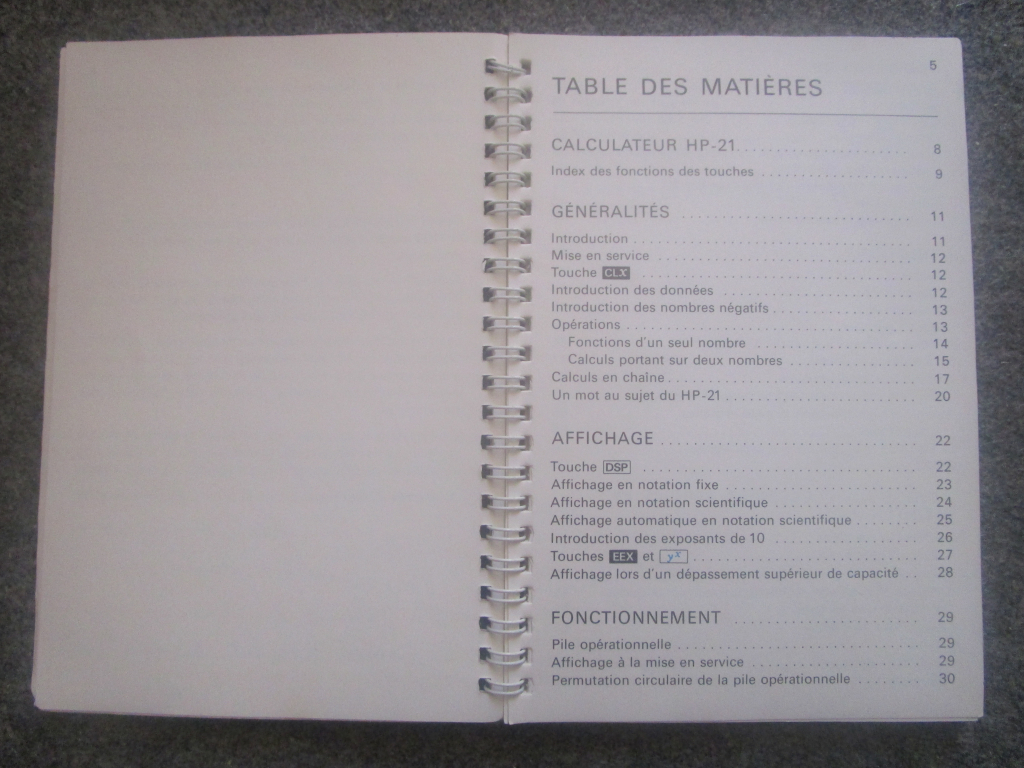 5
TABLE DES MATIÈRES
CALCULATEUR HP-21 . . . . . . . . . . . . . . . . . . . . 8
Index des fonctions des touches . . . . . . . . . . . . . . . . . . 9
GÉNÉRALITÉS . . . . . . . . . . . . . . . . . . . . . . . . . 11
Introduction . . . . . . . . . . . . . . . . . . . . . . . . . . . . . 11
Mise en service . . . . . . . . . . . . . . . . . . . . . . . . . . . 12
Touche CLX . . . . . . . . . . . . . . . . . . . . . . . . . . . . 12
Introduction des données . . . . . . . . . . . . . . . . . . . . 12
Introduction des nombres négatifs . . . . . . . . . . . . . . . 13
Opérations . . . . . . . . . . . . . . . . . . . . . . . . . . . . . 13
Fonctions d'un seul nombre . . . . . . . . . . . . . . . . . 14
Calculs portant sur deux nombres . . . . . . . . . . . . . . 15
Calculs en chaîne . . . . . . . . . . . . . . . . . . . . . . . . . 17
Un mot au sujet du HP-21 . . . . . . . . . . . . . . . . . . . . 20
AFFICHAGE . . . . . . . . . . . . . . . . . . . . . . . . . . . 22
Touche DSP . . . . . . . . . . . . . . . . . . . . . . . . . . . . 22
Affichage en notation fixe . . . . . . . . . . . . . . . . . . . . 23
Affichage en notation scientifique . . . . . . . . . . . . . . . 24
Affichage automatique en notation scientifique . . . . . . . . 25
Introduction des exposants de 10 . . . . . . . . . . . . . . . 26
Touches EEX et yˣ . . . . . . . . . . . . . . . . . . . . . . . 27
Affichage lors d'un dépassement supérieur de capacité . . 28
FONCTIONNEMENT . . . . . . . . . . . . . . . . . . . . 29
Pile opérationnelle . . . . . . . . . . . . . . . . . . . . . . . . . 29
Affichage à la mise en service . . . . . . . . . . . . . . . . . . 29
Permutation circulaire de la pile opérationnelle . . . . . . . . 30